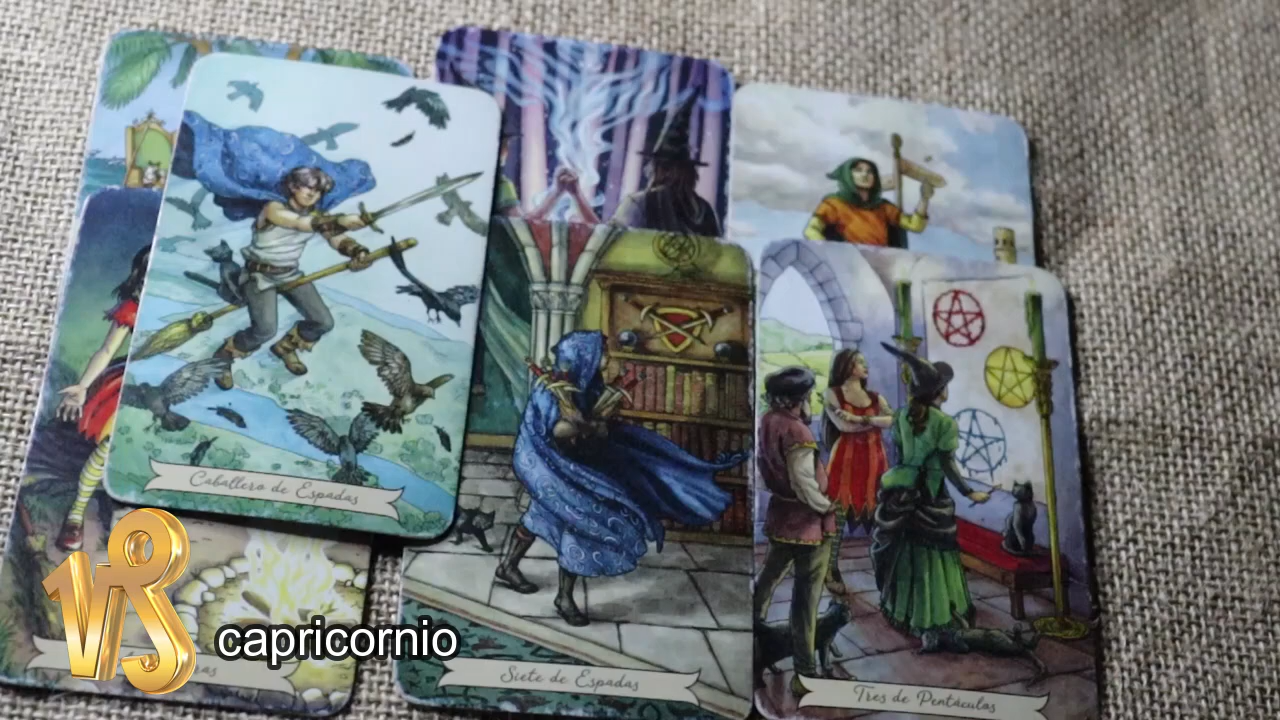 Caballero de Espadas
capricornio
Siete de Espadas
Tres de Pentáculos